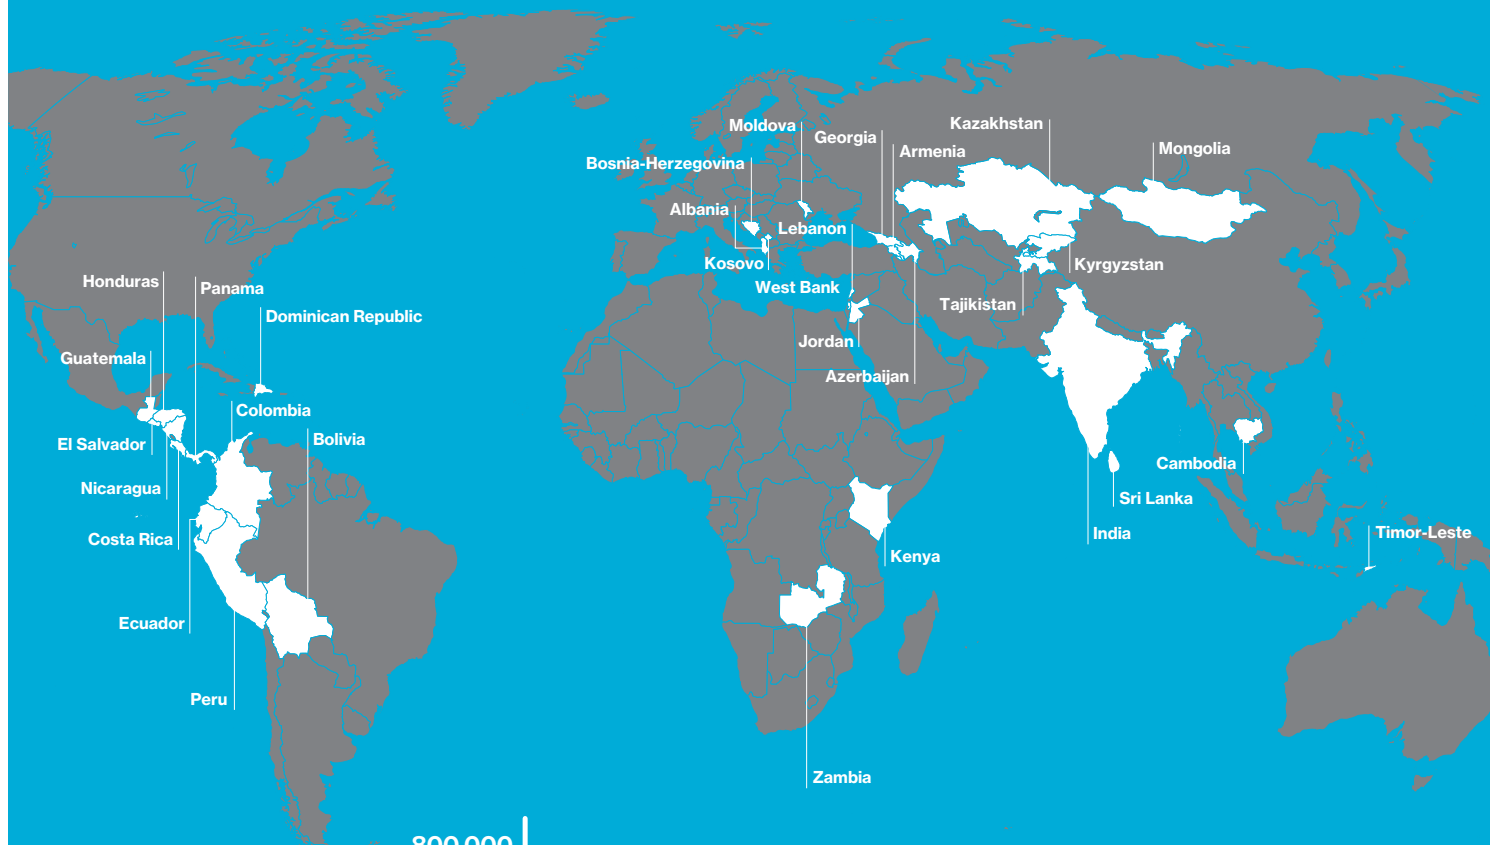 Moldova
Georgia
Kazakhstan
Armenia
Mongolia
Bosnia-Herzegovina
Albania
Lebanon
Kosovo
Kyrgyzstan
West Bank
Tajikistan
Honduras
Panama
Dominican Republic
Jordan
Guatemala
Azerbaijan
Colombia
Bolivia
El Salvador
Cambodia
Nicaragua
Sri Lanka
Costa Rica
India
Timor-Leste
Kenya
Ecuador
Peru
Zambia
800,000